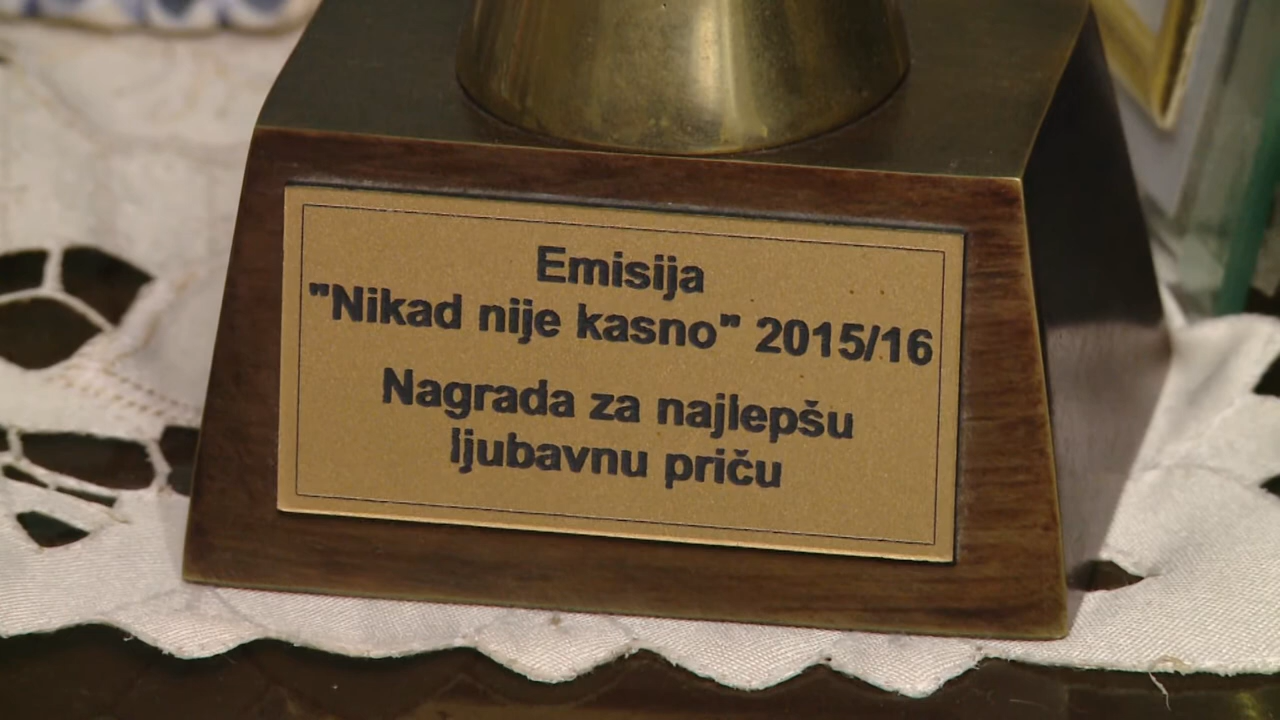 Emisija
"Nikad nije kasno" 2015/16
Nagrada za najlepšu
ljubavnu priču